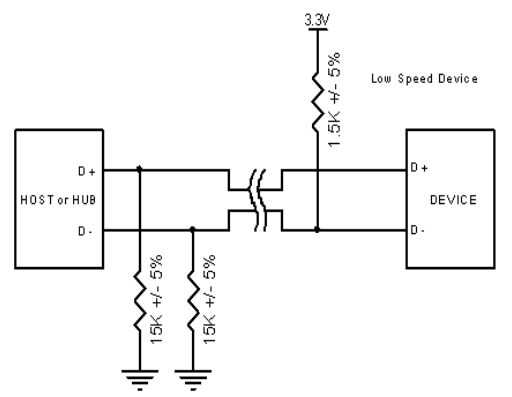 3.3V
1.5K +/- 5%
Low Speed Device
D+
HOST or HUB
D-
D+
DEVICE
D-
15K +/- 5%
15K +/- 5%